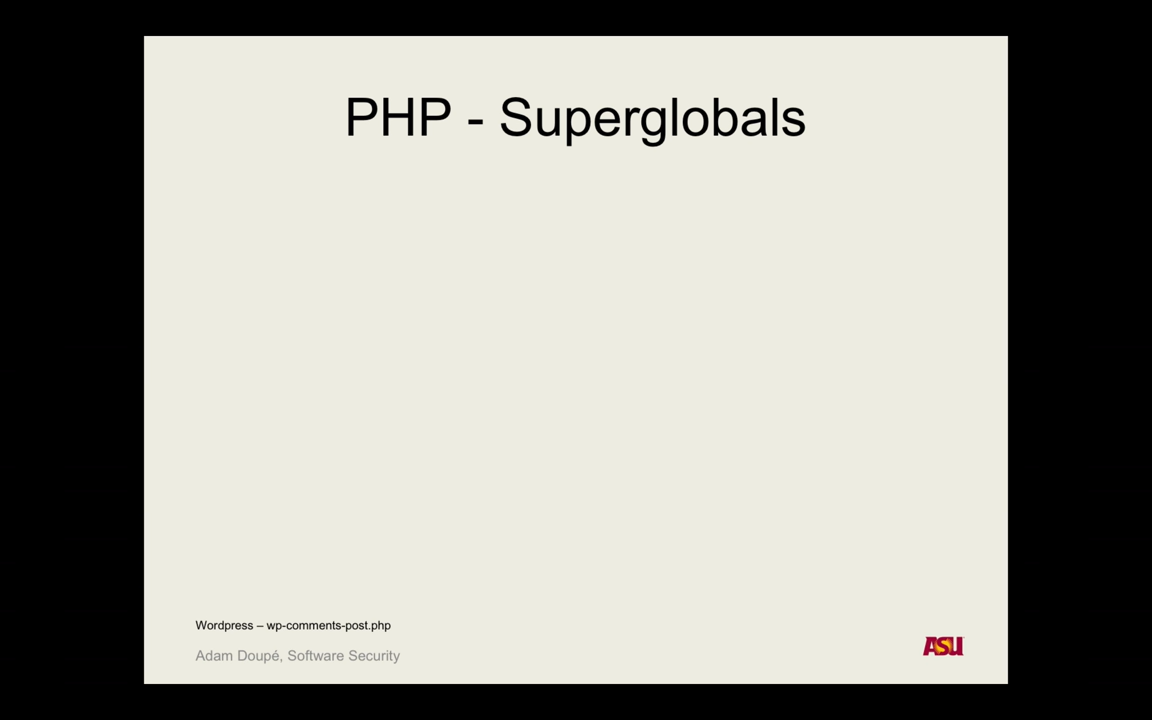 PHP - Superglobals
Wordpress – wp-comments-post.php
Adam Doupé, Software Security
ASU